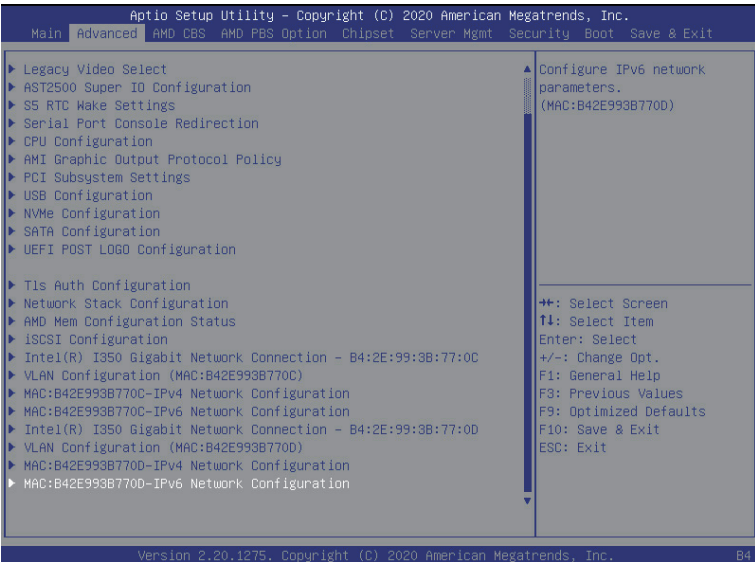 Aptio Setup Utility – Copyright (C) 2020 American Megatrends, Inc.
Main Advanced AMD CBS AMD PBS Option Chipset Server Mgmt Security Boot Save & Exit
Legacy Video Select
AST2500 Super IO Configuration
S5 RTC Wake Settings
Serial Port Console Redirection
CPU Configuration
AMI Graphic Output Protocol Policy
PCI Subsystem Settings
USB Configuration
NVMe Configuration
SATA Configuration
UEFI POST LOGO Configuration
Tls Auth Configuration
Network Stack Configuration
AMD Mem Configuration Status
iSCSI Configuration
Intel(R) I350 Gigabit Network Connection – B4:2E:99:3B:77:0C
VLAN Configuration (MAC:B42E993B770C)
MAC:B42E993B770C-IPv4 Network Configuration
MAC:B42E993B770C-IPv6 Network Configuration
Intel(R) I350 Gigabit Network Connection – B4:2E:99:3B:77:0D
VLAN Configuration (MAC:B42E993B770D)
MAC:B42E993B770D-IPv4 Network Configuration
MAC:B42E993B770D-IPv6 Network Configuration
Configure IPv6 network
parameters.
(MAC:B42E993B770D)
→←: Select Screen
↑↓: Select Item
Enter: Select
+/-: Change Opt.
F1: General Help
F3: Previous Values
F9: Optimized Defaults
F10: Save & Exit
ESC: Exit
Version 2.20.1275. Copyright (C) 2020 American Megatrends, Inc.
B4